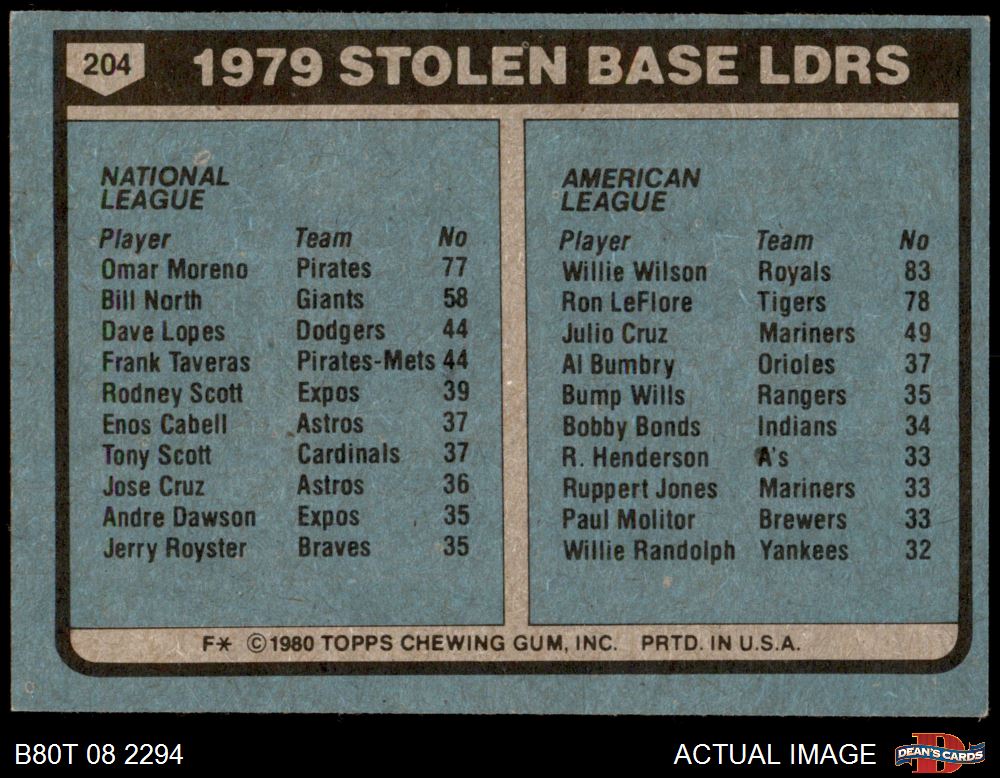 204
1979 STOLEN BASE LDRS
NATIONAL
LEAGUE
Player Team No
Omar Moreno Pirates 77
Bill North Giants 58
Dave Lopes Dodgers 44
Frank Taveras Pirates-Mets 44
Rodney Scott Expos 39
Enos Cabell Astros 37
Tony Scott Cardinals 37
Jose Cruz Astros 36
Andre Dawson Expos 35
Jerry Royster Braves 35
AMERICAN
LEAGUE
Player Team No
Willie Wilson Royals 83
Ron LeFlore Tigers 78
Julio Cruz Mariners 49
Al Bumbry Orioles 37
Bump Wills Rangers 35
Bobby Bonds Indians 34
R. Henderson A's 33
Ruppert Jones Mariners 33
Paul Molitor Brewers 33
Willie Randolph Yankees 32
F* ©1980 TOPPS CHEWING GUM, INC. PRTD. IN U.S.A.
B80T 08 2294
ACTUAL IMAGE
DEAN'S CARDS